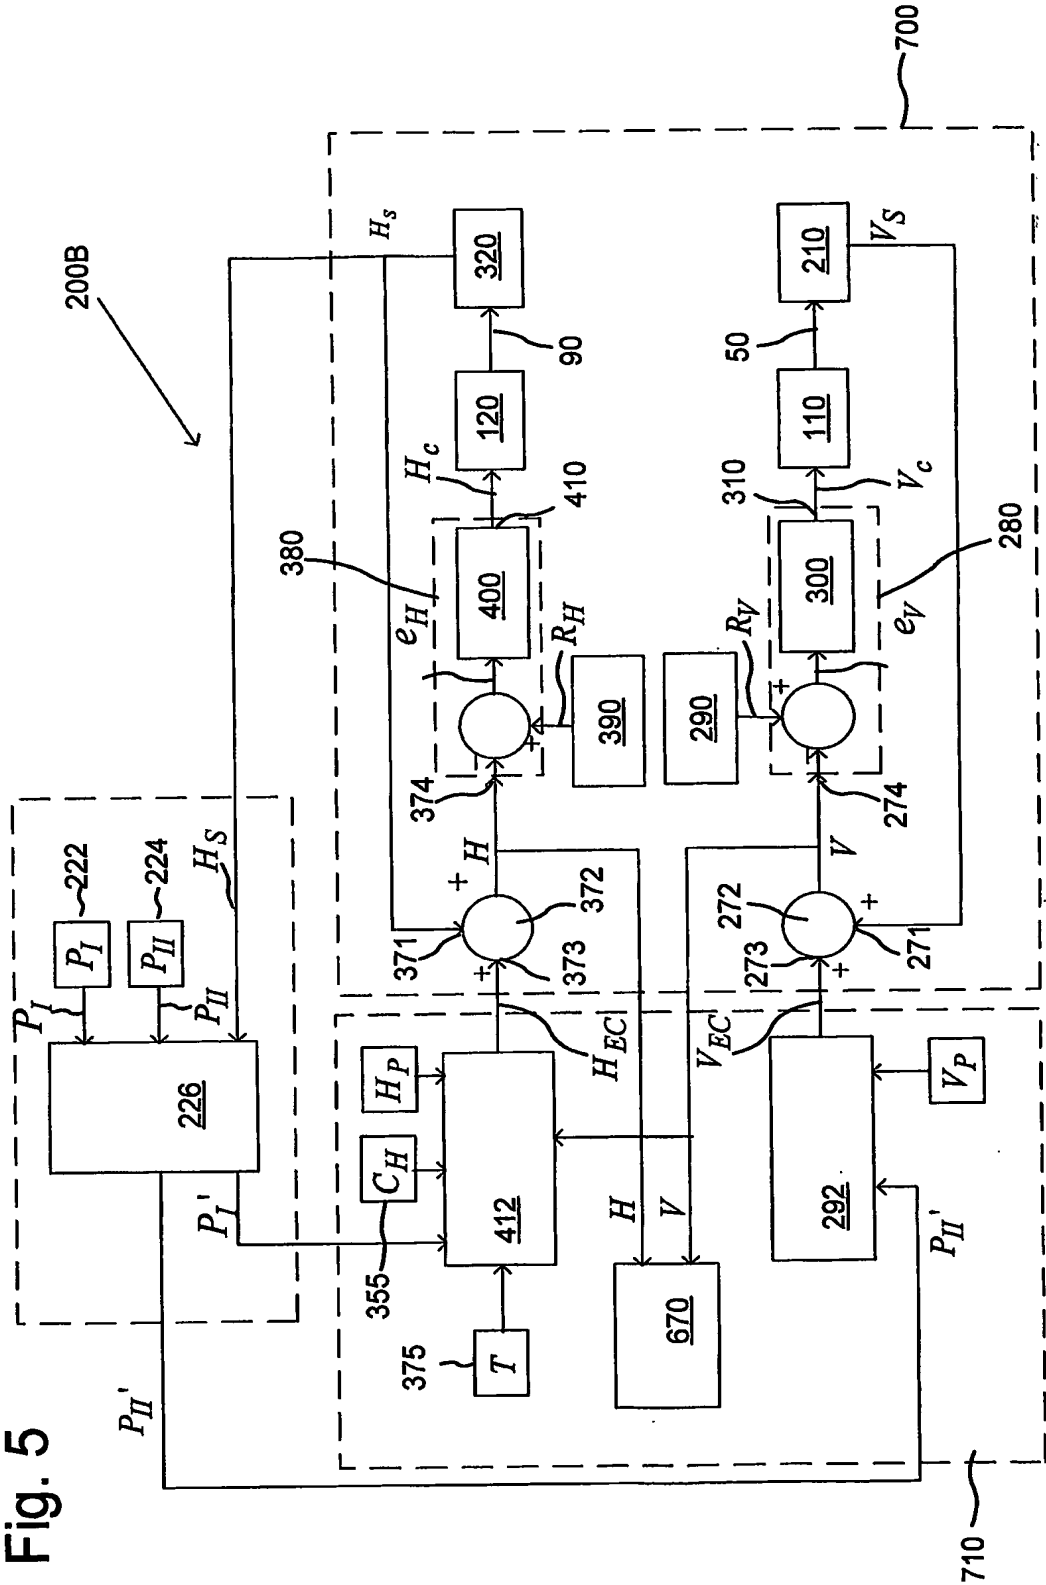 Fig. 5
200B
222
224
P_I
P_II
P_I
P_II
H_S
226
P_I'
P_II'
H_s
380
e_H
H_c
400
410
120
90
320
374
R_H
390
H
+
+
371
372
373
+
H_EC
H_P
C_H
355
412
375
T
H
V
670
290
R_V
+
300
310
V_c
110
50
210
V_S
e_V
280
274
V
272
273
271
+
+
V_EC
292
V_P
P_II'
700
710